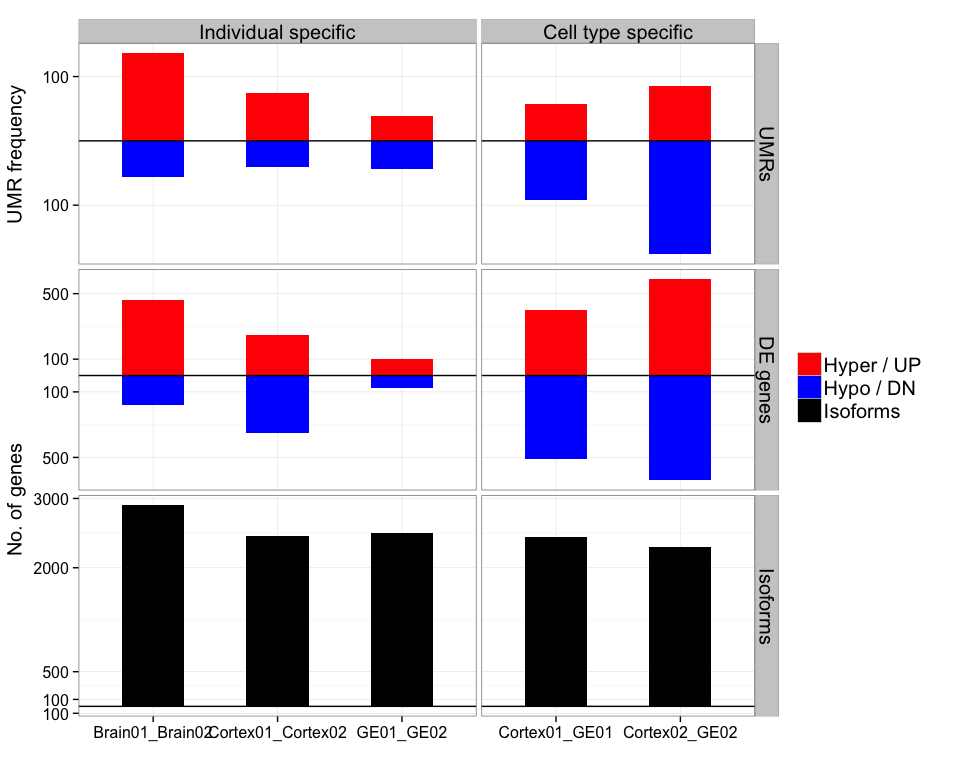 Individual specific
Cell type specific
UMR frequency
100
100
UMRs
500
100
100
500
DE genes
No. of genes
3000
2000
500
100
100
Isoforms
Brain01_Brain02
Cortex01_Cortex02
GE01_GE02
Cortex01_GE01
Cortex02_GE02
Hyper / UP
Hypo / DN
Isoforms